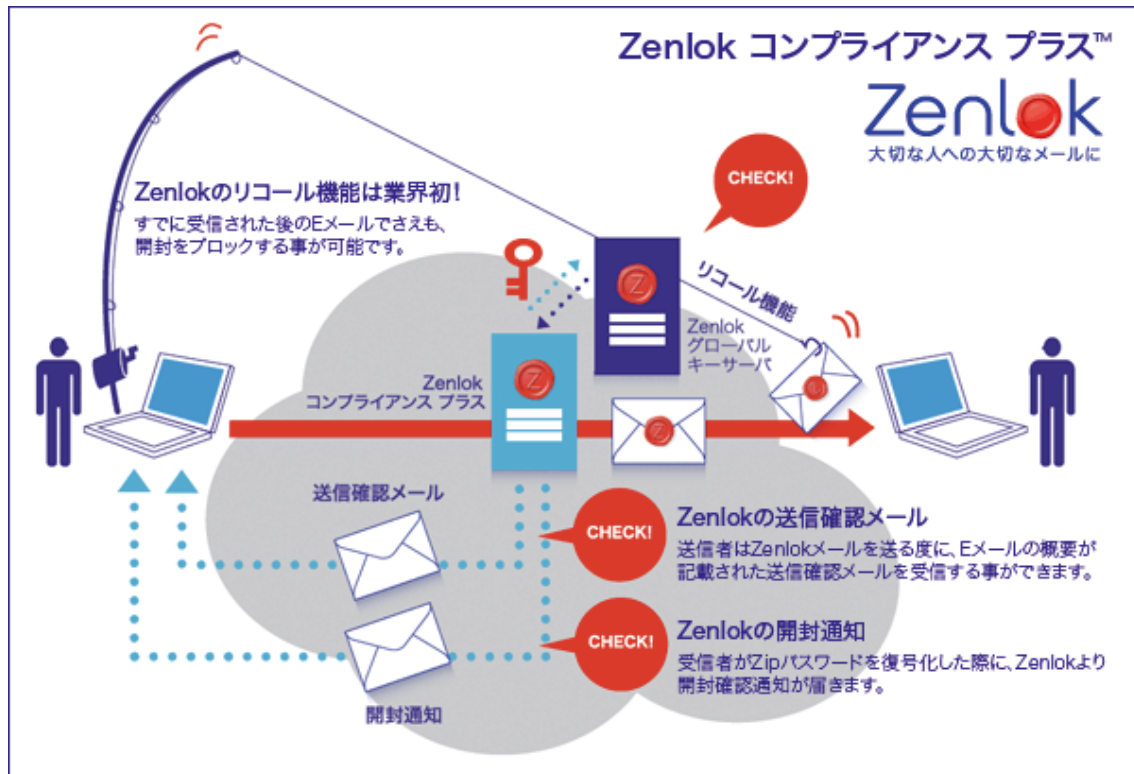 Zenlok コンプライアンス プラス™
Zenlok
大切な人への大切なメールに
CHECK!
Zenlokのリコール機能は業界初!
すでに受信された後のEメールでさえも、
開封をブロックする事が可能です。
リコール機能
Z
Zenlok
グローバル
キーサーバ
Zenlok
コンプライアンス プラス
Z
Z
送信確認メール
CHECK!
Zenlokの送信確認メール
送信者はZenlokメールを送る度に、Eメールの概要が
記載された送信確認メールを受信する事ができます。
CHECK!
Zenlokの開封通知
受信者がZipパスワードを復号化した際に、Zenlokより
開封確認通知が届きます。
開封通知